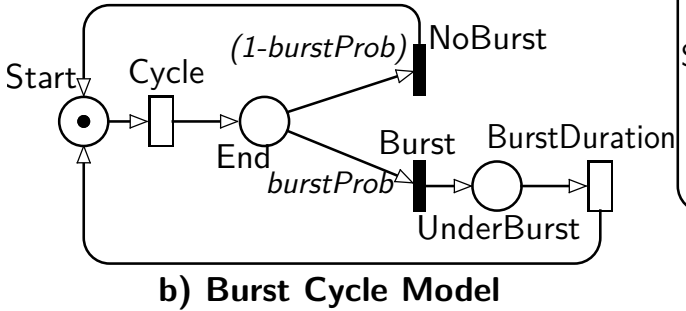 (1-burstProb)
NoBurst
Start
Cycle
End
Burst
BurstDuration
burstProb
UnderBurst
b) Burst Cycle Model